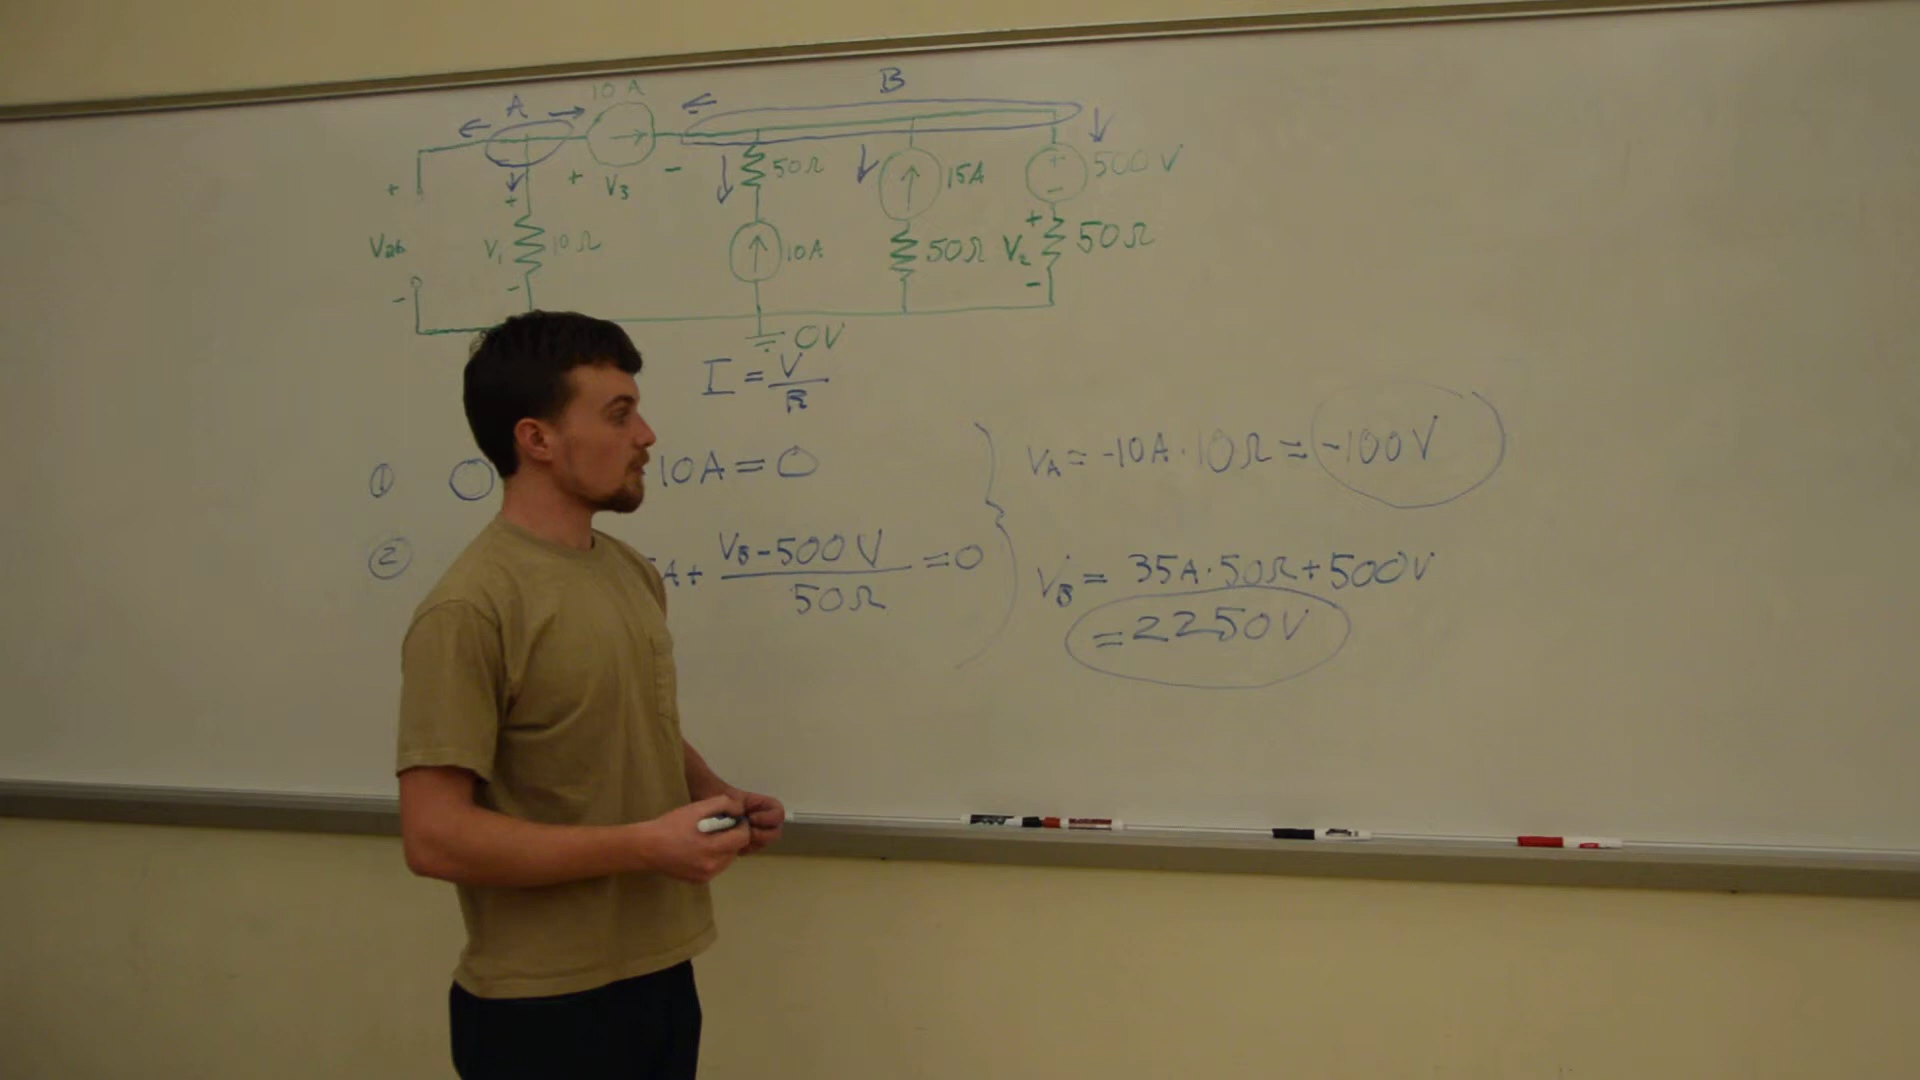 A
10 A
B
+
V₃
-
50Ω
15A
+
-
500V
+
Vab
-
+
V₁
10Ω
-
10A
50Ω
+
V₂
-
50Ω
0V
I = V/R
① 0
10A = 0
②
A + (VB - 500V)/50Ω = 0
VA = -10A · 10Ω = -100V
VB = 35A · 50Ω + 500V
= 2250V